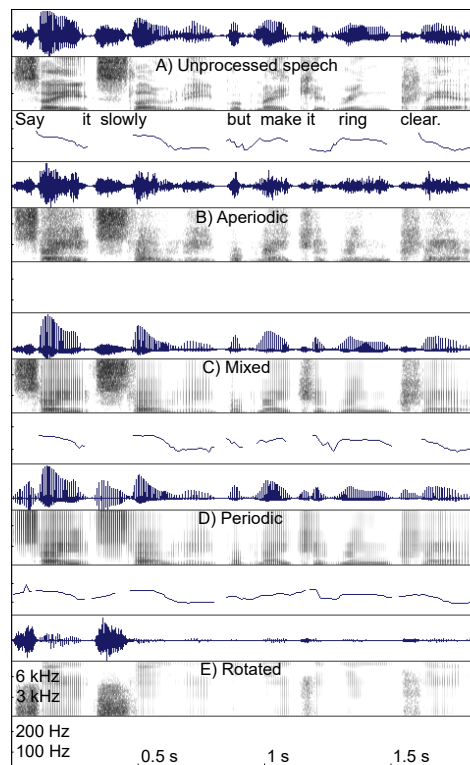 A) Unprocessed speech
Say it slowly but make it ring clear.
B) Aperiodic
C) Mixed
D) Periodic
E) Rotated
6 kHz
3 kHz
200 Hz
100 Hz 0.5 s 1 s 1.5 s